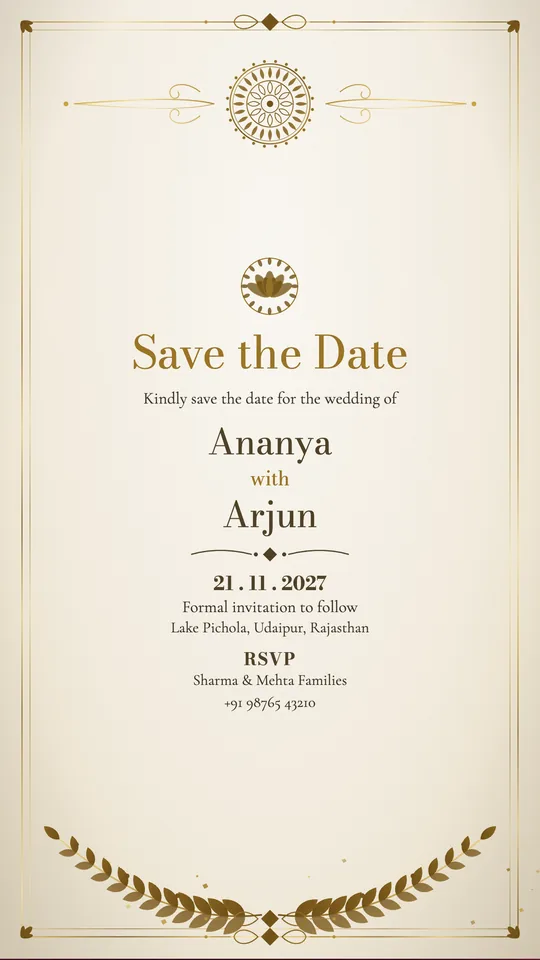 Save the Date
Kindly save the date for the wedding of
Ananya
with
Arjun
21 . 11 . 2027
Formal invitation to follow
Lake Pichola, Udaipur, Rajasthan
RSVP
Sharma & Mehta Families
+91 98765 43210